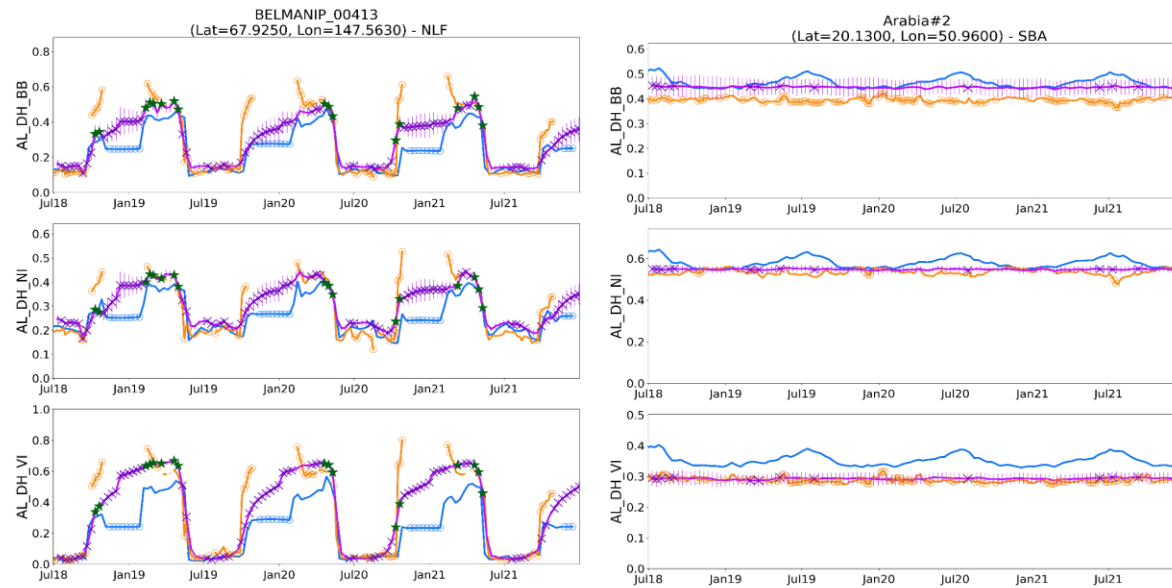 BELMANIP_00413
(Lat=67.9250, Lon=147.5630) - NLF
AL_DH_BB
0.8
0.6
0.4
0.2
0.0
Jul18 Jan19 Jul19 Jan20 Jul20 Jan21 Jul21
AL_DH_NI
0.6
0.5
0.4
0.3
0.2
0.1
0.0
Jul18 Jan19 Jul19 Jan20 Jul20 Jan21 Jul21
AL_DH_VI
1.0
0.8
0.6
0.4
0.2
0.0
Jul18 Jan19 Jul19 Jan20 Jul20 Jan21 Jul21
Arabia#2
(Lat=20.1300, Lon=50.9600) - SBA
AL_DH_BB
0.6
0.5
0.4
0.3
0.2
0.1
0.0
Jul18 Jan19 Jul19 Jan20 Jul20 Jan21 Jul21
AL_DH_NI
0.6
0.4
0.2
0.0
Jul18 Jan19 Jul19 Jan20 Jul20 Jan21 Jul21
AL_DH_VI
0.5
0.4
0.3
0.2
0.1
0.0
Jul18 Jan19 Jul19 Jan20 Jul20 Jan21 Jul21